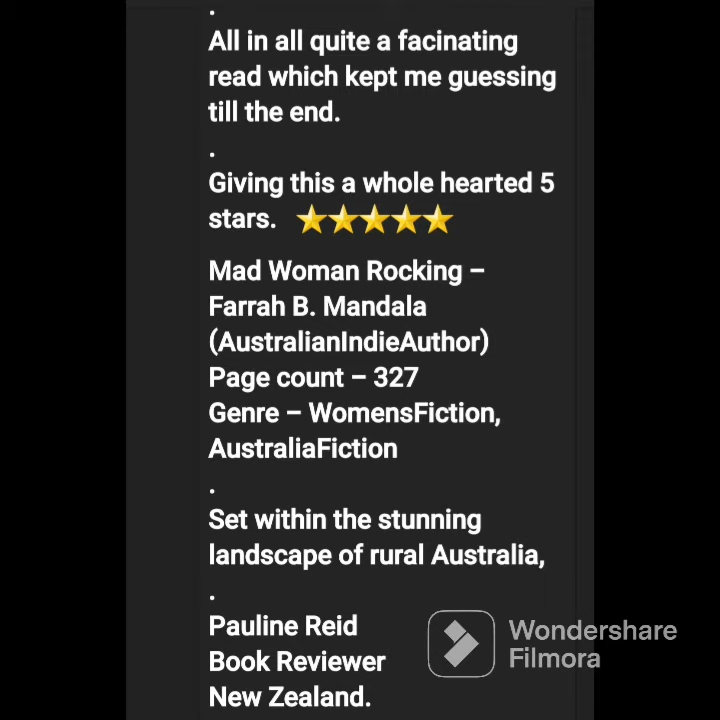 .
All in all quite a facinating
read which kept me guessing
till the end.
.
Giving this a whole hearted 5
stars. ⭐⭐⭐⭐⭐
Mad Woman Rocking –
Farrah B. Mandala
(AustralianIndieAuthor)
Page count – 327
Genre – WomensFiction,
AustraliaFiction
.
Set within the stunning
landscape of rural Australia,
.
Pauline Reid
Book Reviewer
New Zealand.
Wondershare
Filmora